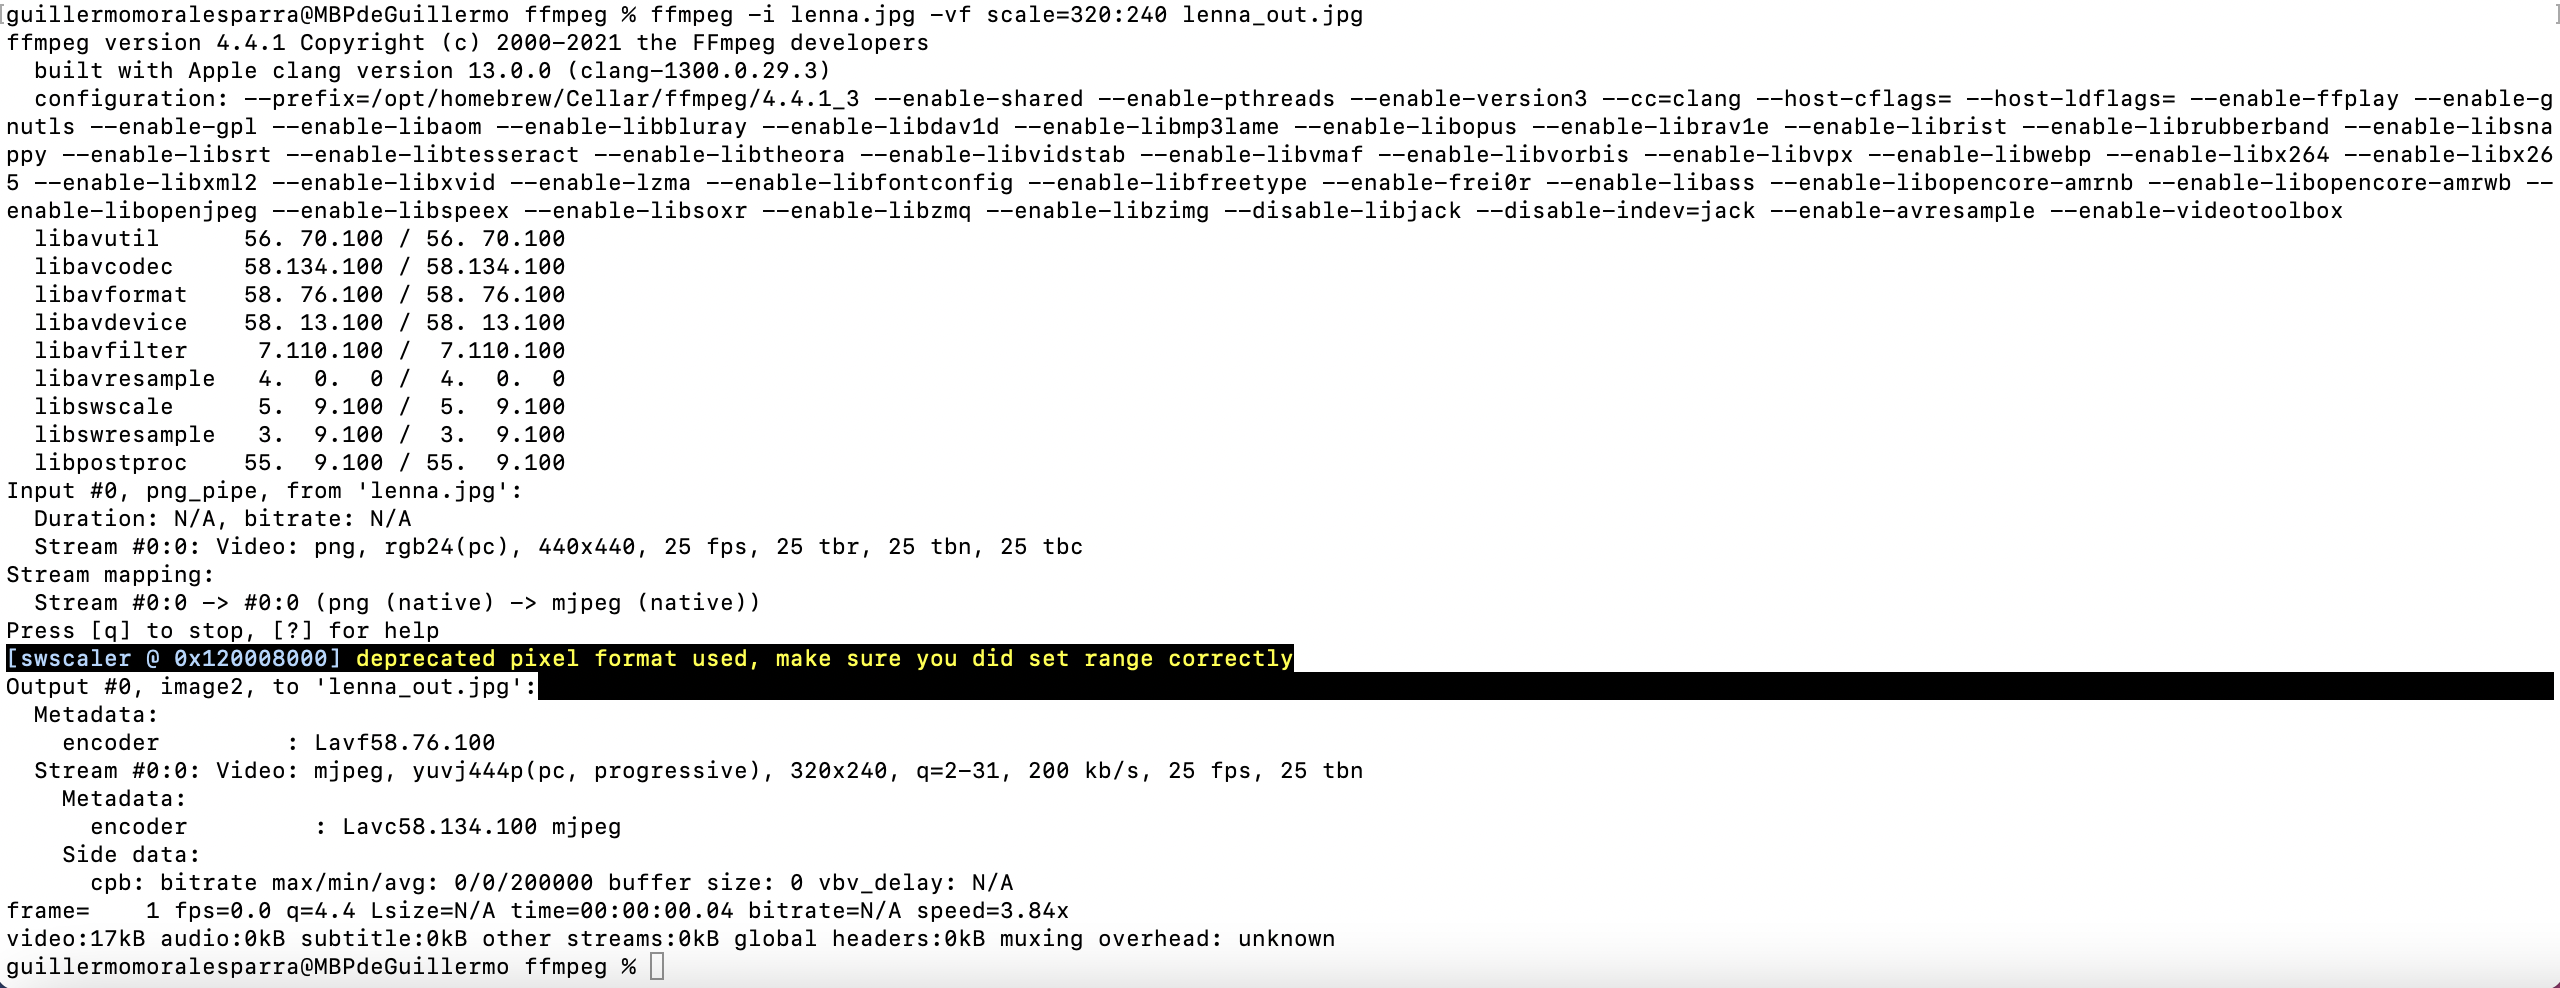 guillermomoralesparra@MBPdeGuillermo ffmpeg % ffmpeg -i lenna.jpg -vf scale=320:240 lenna_out.jpg
ffmpeg version 4.4.1 Copyright (c) 2000-2021 the FFmpeg developers
  built with Apple clang version 13.0.0 (clang-1300.0.29.3)
  configuration: --prefix=/opt/homebrew/Cellar/ffmpeg/4.4.1_3 --enable-shared --enable-pthreads --enable-version3 --cc=clang --host-cflags= --host-ldflags= --enable-ffplay --enable-g
nutls --enable-gpl --enable-libaom --enable-libbluray --enable-libdav1d --enable-libmp3lame --enable-libopus --enable-librav1e --enable-librist --enable-librubberband --enable-libsna
ppy --enable-libsrt --enable-libtesseract --enable-libtheora --enable-libvidstab --enable-libvmaf --enable-libvorbis --enable-libvpx --enable-libwebp --enable-libx264 --enable-libx26
5 --enable-libxml2 --enable-libxvid --enable-lzma --enable-libfontconfig --enable-libfreetype --enable-frei0r --enable-libass --enable-libopencore-amrnb --enable-libopencore-amrwb --
enable-libopenjpeg --enable-libspeex --enable-libsoxr --enable-libzmq --enable-libzimg --disable-libjack --disable-indev=jack --enable-avresample --enable-videotoolbox
  libavutil      56. 70.100 / 56. 70.100
  libavcodec     58.134.100 / 58.134.100
  libavformat    58. 76.100 / 58. 76.100
  libavdevice    58. 13.100 / 58. 13.100
  libavfilter     7.110.100 /  7.110.100
  libavresample   4.  0.  0 /  4.  0.  0
  libswscale      5.  9.100 /  5.  9.100
  libswresample   3.  9.100 /  3.  9.100
  libpostproc    55.  9.100 / 55.  9.100
Input #0, png_pipe, from 'lenna.jpg':
  Duration: N/A, bitrate: N/A
  Stream #0:0: Video: png, rgb24(pc), 440x440, 25 fps, 25 tbr, 25 tbn, 25 tbc
Stream mapping:
  Stream #0:0 -> #0:0 (png (native) -> mjpeg (native))
Press [q] to stop, [?] for help
[swscaler @ 0x120008000] deprecated pixel format used, make sure you did set range correctly
Output #0, image2, to 'lenna_out.jpg':
  Metadata:
    encoder         : Lavf58.76.100
  Stream #0:0: Video: mjpeg, yuvj444p(pc, progressive), 320x240, q=2-31, 200 kb/s, 25 fps, 25 tbn
    Metadata:
      encoder         : Lavc58.134.100 mjpeg
    Side data:
      cpb: bitrate max/min/avg: 0/0/200000 buffer size: 0 vbv_delay: N/A
frame=    1 fps=0.0 q=4.4 Lsize=N/A time=00:00:00.04 bitrate=N/A speed=3.84x
video:17kB audio:0kB subtitle:0kB other streams:0kB global headers:0kB muxing overhead: unknown
guillermomoralesparra@MBPdeGuillermo ffmpeg %